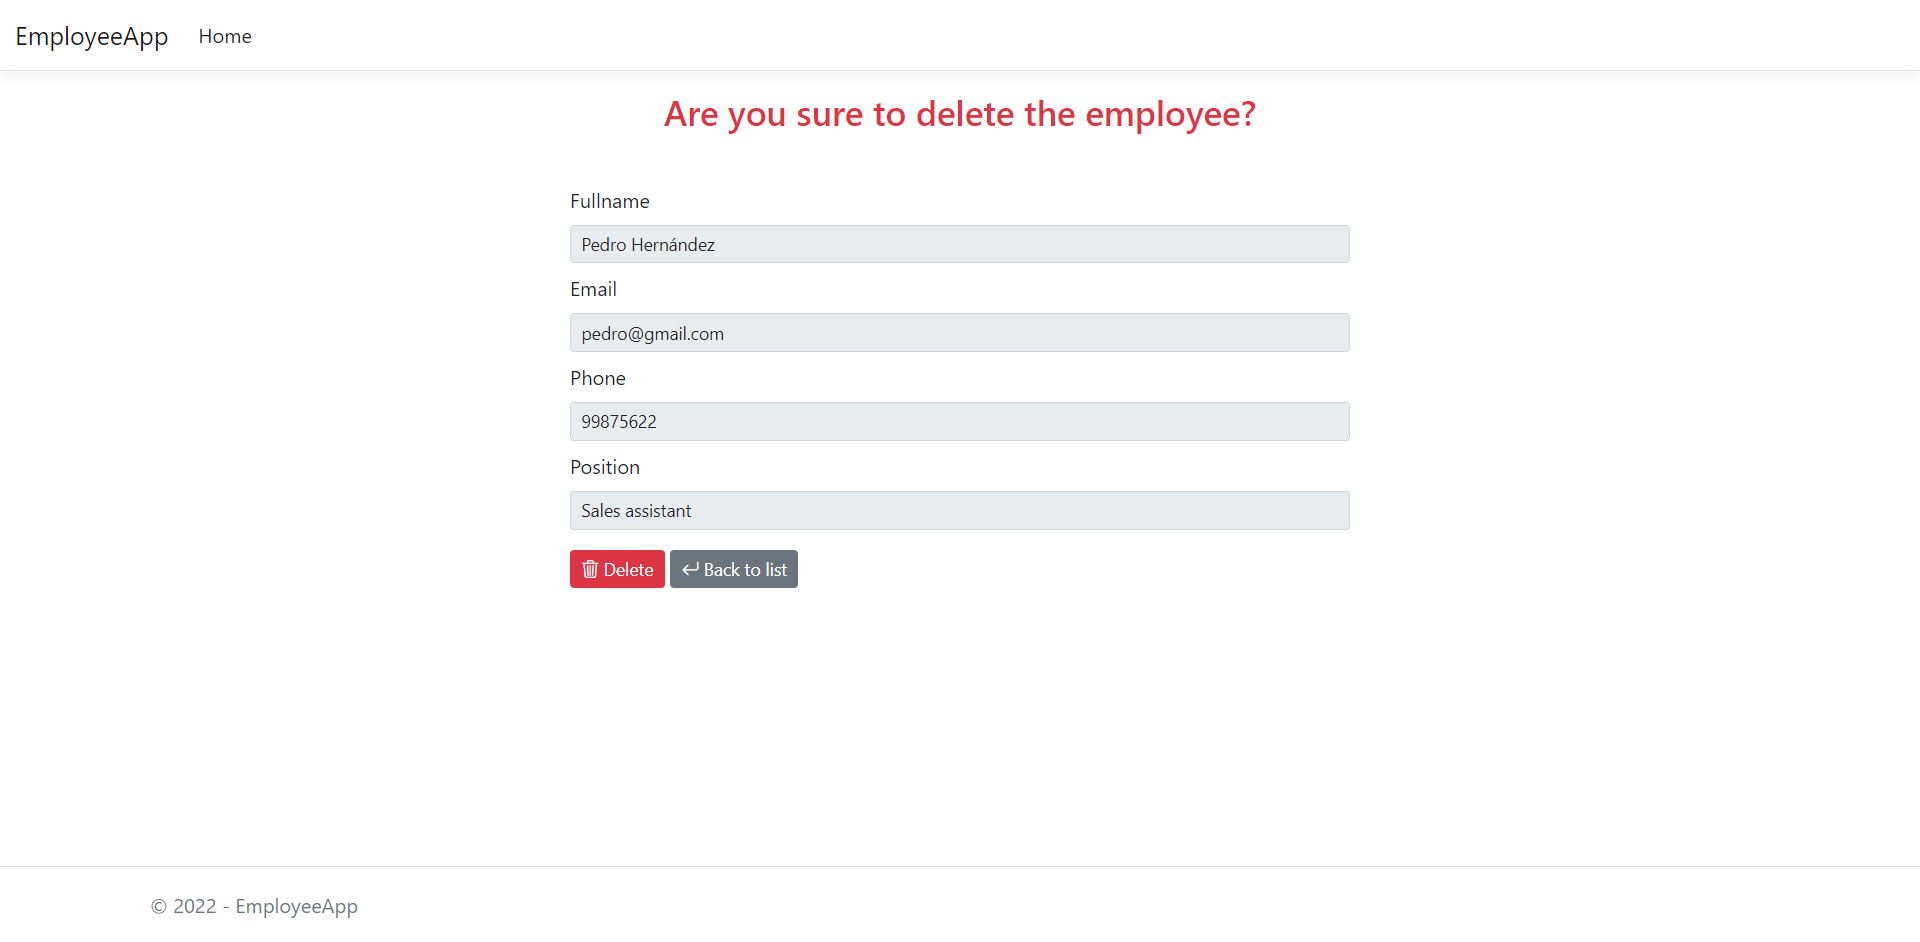 EmployeeApp Home
Are you sure to delete the employee?
Fullname
Pedro Hernández
Email
pedro@gmail.com
Phone
99875622
Position
Sales assistant
Delete Back to list
© 2022 - EmployeeApp